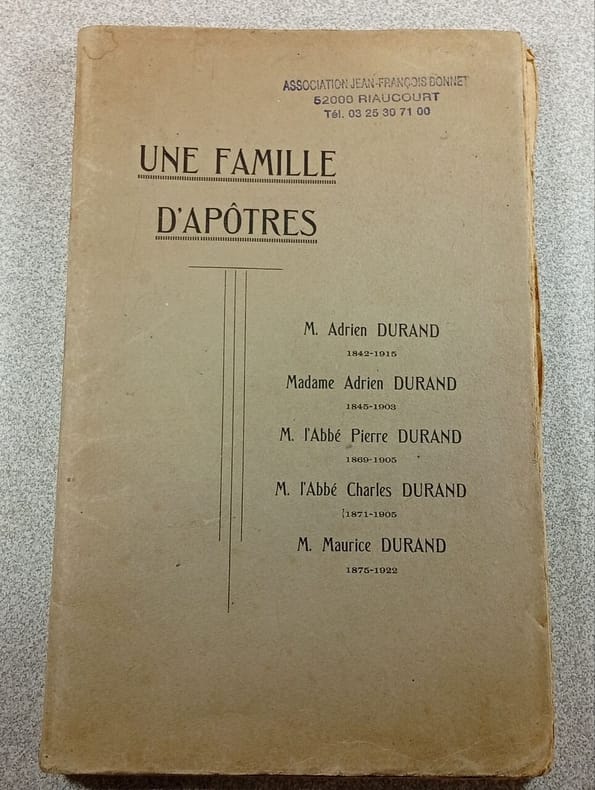 ASSOCIATION JEAN-FRANÇOIS BONNET
52000 RIAUCOURT
Tél. 03 25 30 71 00
UNE FAMILLE
D'APÔTRES
M. Adrien DURAND
1842-1915
Madame Adrien DURAND
1845-1903
M. l'Abbé Pierre DURAND
1869-1905
M. l'Abbé Charles DURAND
1871-1905
M. Maurice DURAND
1875-1922